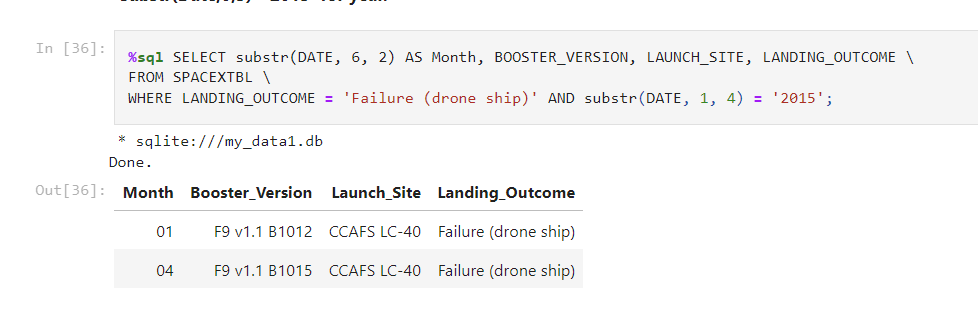 In [36]:
%sql SELECT substr(DATE, 6, 2) AS Month, BOOSTER_VERSION, LAUNCH_SITE, LANDING_OUTCOME \
FROM SPACEXTBL \
WHERE LANDING_OUTCOME = 'Failure (drone ship)' AND substr(DATE, 1, 4) = '2015';
* sqlite:///my_data1.db
Done.
Out[36]:
Month Booster_Version Launch_Site Landing_Outcome
01 F9 v1.1 B1012 CCAFS LC-40 Failure (drone ship)
04 F9 v1.1 B1015 CCAFS LC-40 Failure (drone ship)